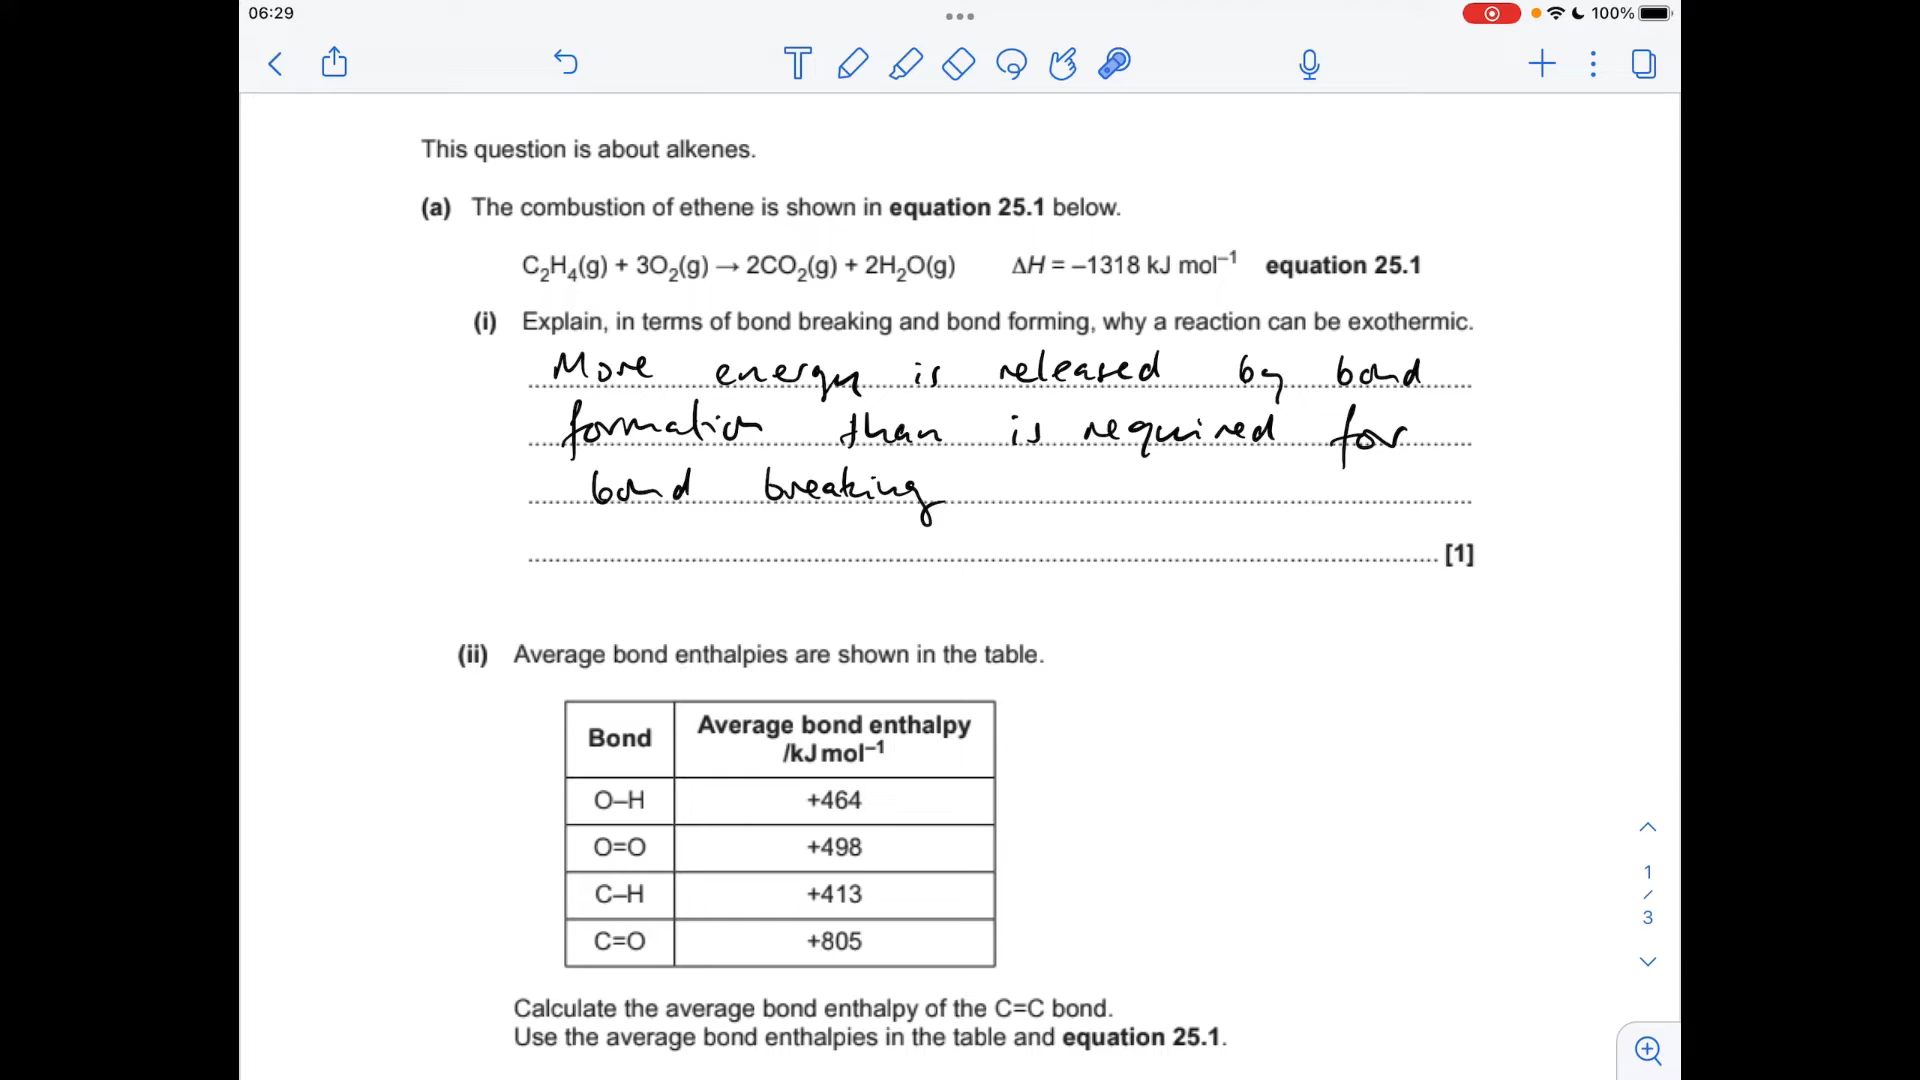 06:29
100%
This question is about alkenes.
(a) The combustion of ethene is shown in equation 25.1 below.
C₂H₄(g) + 3O₂(g) → 2CO₂(g) + 2H₂O(g) ΔH = –1318 kJ mol⁻¹ equation 25.1
(i) Explain, in terms of bond breaking and bond forming, why a reaction can be exothermic.
More energy is released by bond
formation than is required for
bond breaking
[1]
(ii) Average bond enthalpies are shown in the table.
Bond Average bond enthalpy /kJ mol⁻¹
O–H +464
O=O +498
C–H +413
C=O +805
Calculate the average bond enthalpy of the C=C bond.
Use the average bond enthalpies in the table and equation 25.1.
1
/
3